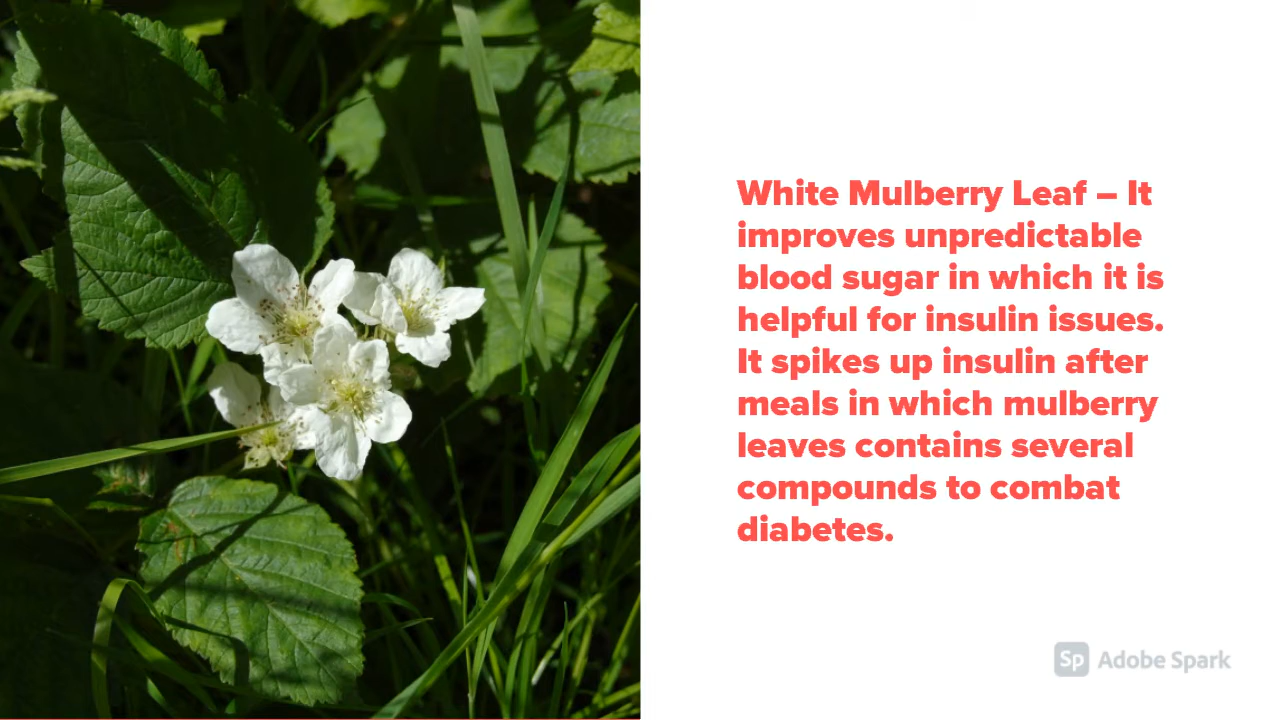 White Mulberry Leaf – It
improves unpredictable
blood sugar in which it is
helpful for insulin issues.
It spikes up insulin after
meals in which mulberry
leaves contains several
compounds to combat
diabetes.
Sp Adobe Spark